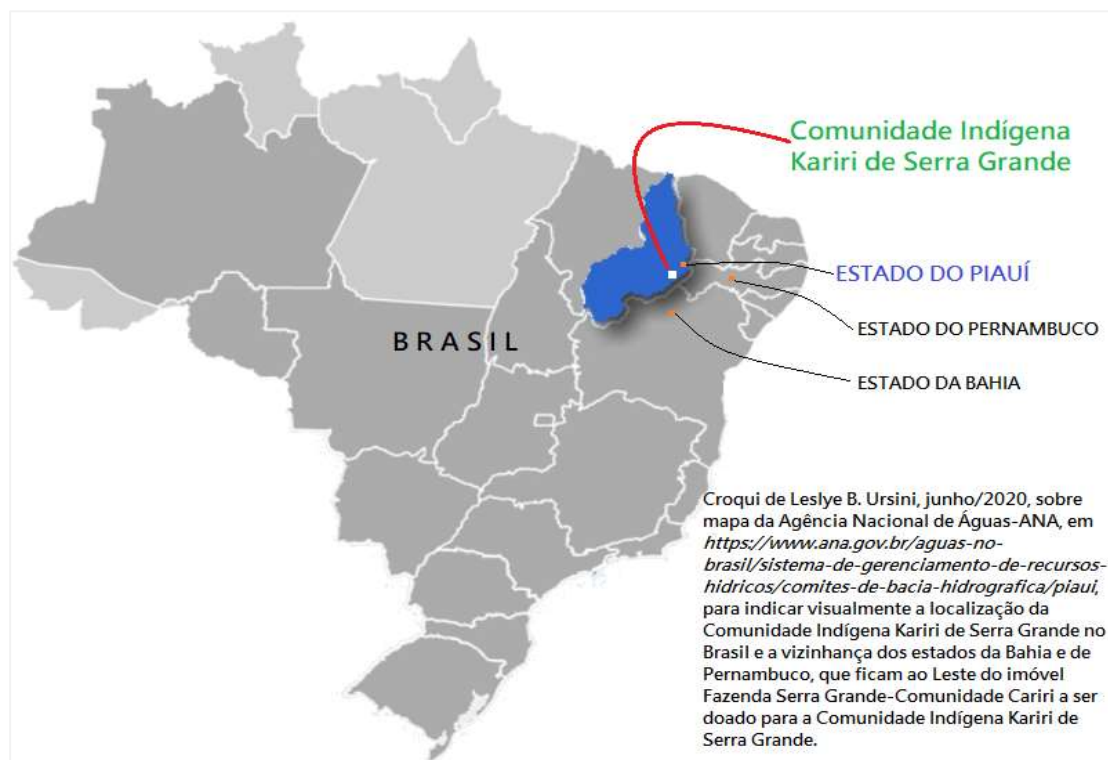 Comunidade Indígena
Kariri de Serra Grande
ESTADO DO PIAUÍ
ESTADO DO PERNAMBUCO
BRASIL
ESTADO DA BAHIA
Croqui de Leslye B. Ursini, junho/2020, sobre
mapa da Agência Nacional de Águas-ANA, em
https://www.ana.gov.br/aguas-no-
brasil/sistema-de-gerenciamento-de-recursos-
hidricos/comites-de-bacia-hidrografica/piaui,
para indicar visualmente a localização da
Comunidade Indígena Kariri de Serra Grande no
Brasil e a vizinhança dos estados da Bahia e de
Pernambuco, que ficam ao Leste do imóvel
Fazenda Serra Grande-Comunidade Cariri a ser
doado para a Comunidade Indígena Kariri de
Serra Grande.